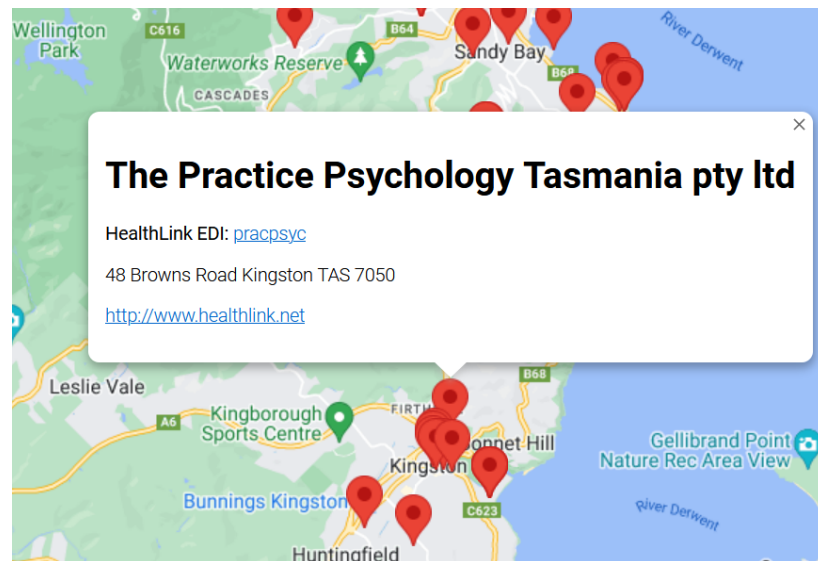 Wellington
Park
C616
B64
River Derwent
Waterworks Reserve
Sandy Bay
B68
CASCADES
The Practice Psychology Tasmania pty ltd
HealthLink EDI: pracpsyc
48 Browns Road Kingston TAS 7050
http://www.healthlink.net
B68
Leslie Vale
FIRTH
Kingborough
Sports Centre
A6
Bonnet Hill
Gellibrand Point
Nature Rec Area View
Kingston
Bunnings Kingston
C623
River Derwent
Huntingfield